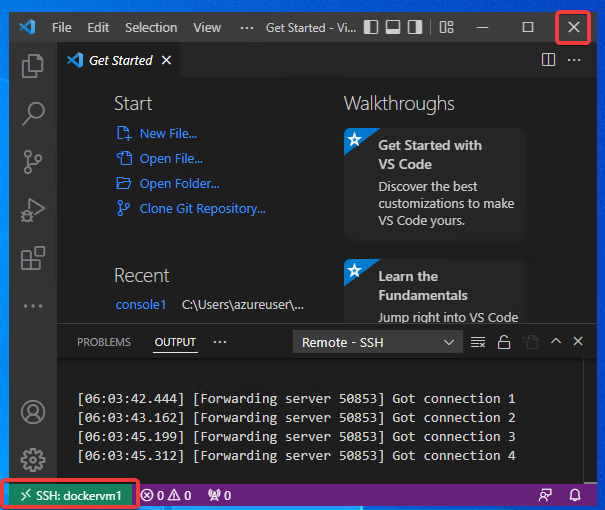 File Edit Selection View ··· Get Started - Vi...
Get Started
Start
New File...
Open File...
Open Folder...
Clone Git Repository...
Recent
console1 C:\Users\azureuser\...
Walkthroughs
Get Started with
VS Code
Discover the best
customizations to make
VS Code yours.
Learn the
Fundamentals
Jump right into VS Code
PROBLEMS OUTPUT ··· Remote - SSH
[06:03:42.444] [Forwarding server 50853] Got connection 1
[06:03:43.162] [Forwarding server 50853] Got connection 2
[06:03:45.199] [Forwarding server 50853] Got connection 3
[06:03:45.312] [Forwarding server 50853] Got connection 4
SSH: dockervm1 0 0 0